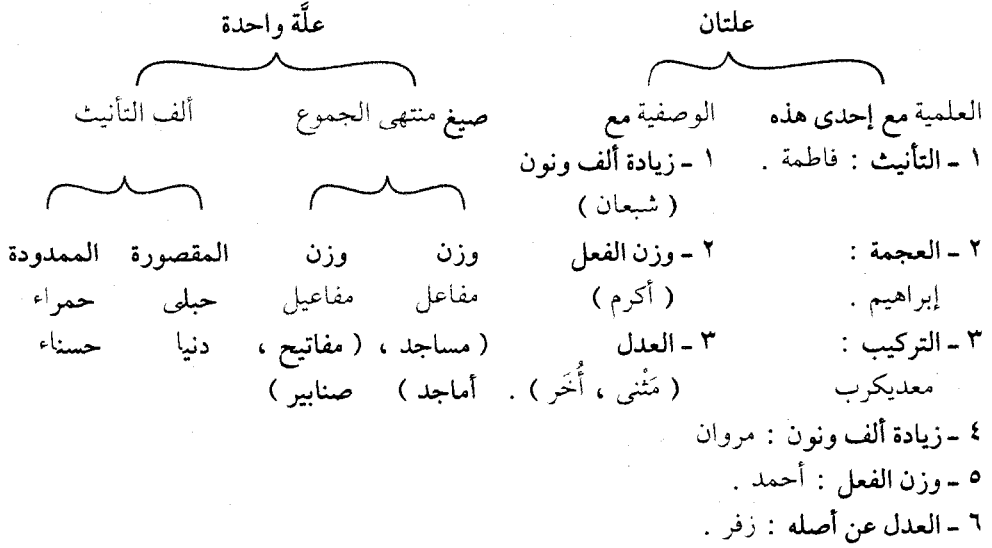 علتان
العلمية مع إحدى هذه
١ ـ التأنيث : فاطمة .
٢ ـ العجمة :
إبراهيم .
٣ ـ التركيب :
معديكرب
٤ ـ زيادة ألف ونون : مروان
٥ ـ وزن الفعل : أحمد .
٦ ـ العدل عن أصله : زفر .
الوصفية مع
١ ـ زيادة ألف ونون
( شبعان )
٢ ـ وزن الفعل
( أكرم )
٣ ـ العدل
( مَثْنى ، أُخَر ) .
علَّة واحدة
صيغ منتهى الجموع
وزن
مفاعل
( مساجد ،
أماجد )
وزن
مفاعيل
( مفاتيح ،
صنابير )
ألف التأنيث
المقصورة
حبلى
دنيا
الممدودة
حمراء
حسناء